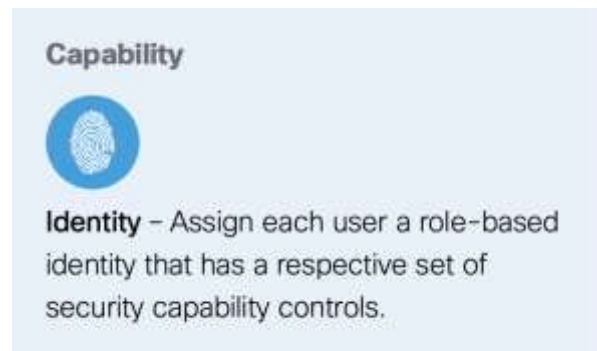 Capability
Identity – Assign each user a role-based
identity that has a respective set of
security capability controls.